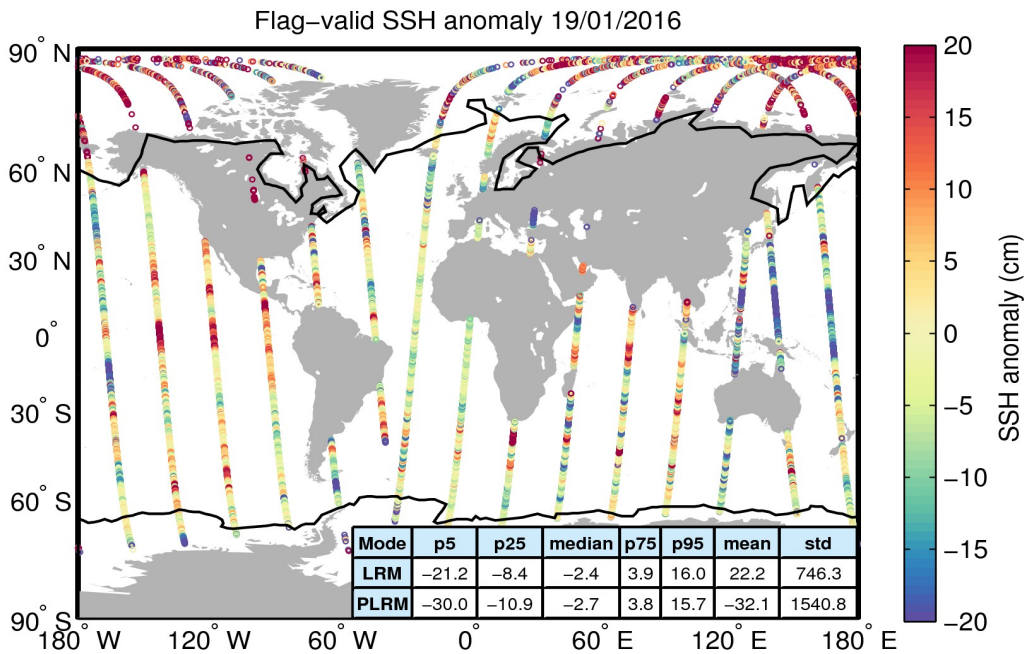 Flag−valid SSH anomaly 19/01/2016
90° N
60° N
30° N
0°
30° S
60° S
90° S
180° W
120° W
60° W
0°
60° E
120° E
180° E
Mode p5 p25 median p75 p95 mean std
LRM −21.2 −8.4 −2.4 3.9 16.0 22.2 746.3
PLRM −30.0 −10.9 −2.7 3.8 15.7 −32.1 1540.8
20
15
10
5
0
−5
−10
−15
−20
SSH anomaly (cm)